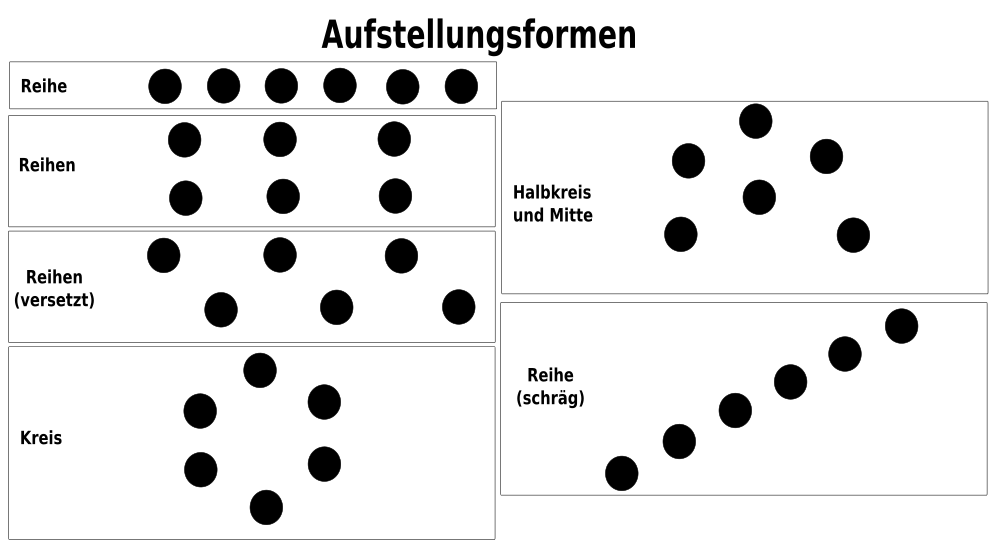 Aufstellungsformen
Reihe
Reihen
Reihen
(versetzt)
Kreis
Halbkreis
und Mitte
Reihe
(schräg)